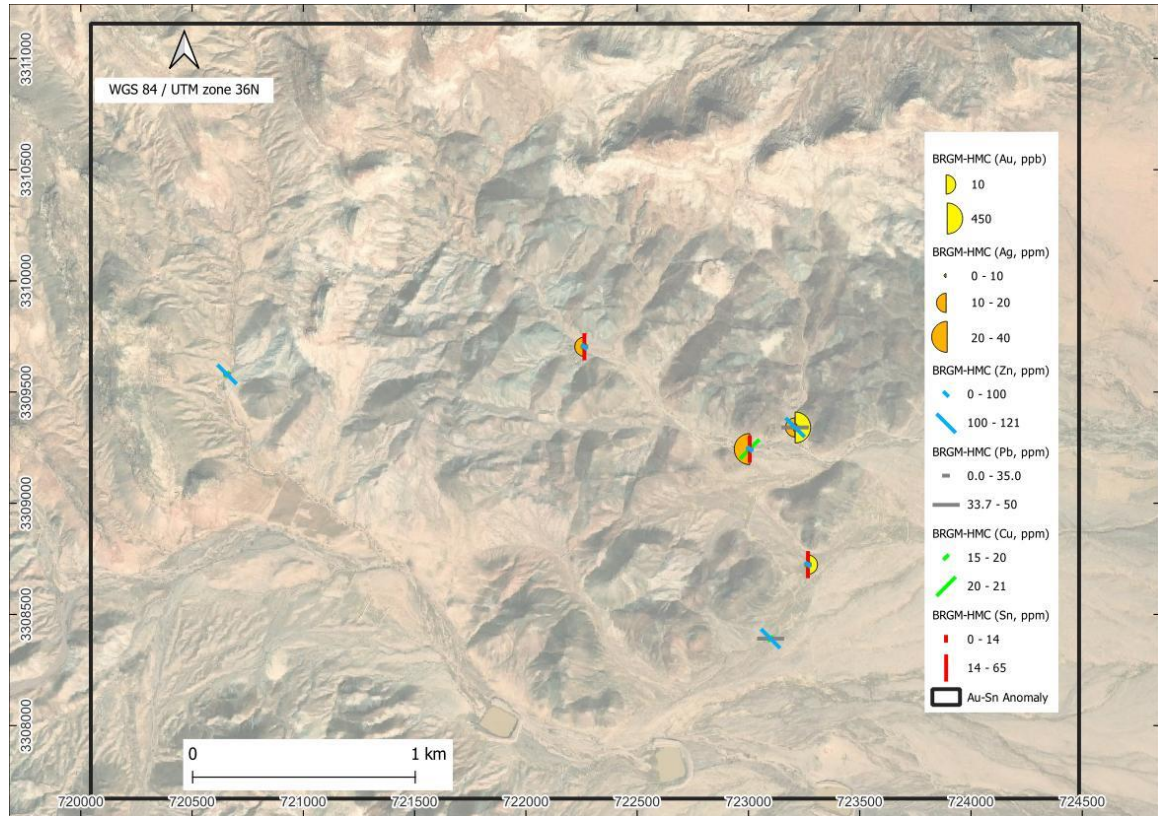 WGS 84 / UTM zone 36N
3311000
3310500
3310000
3309500
3309000
3308500
3308000
BRGM-HMC (Au, ppb)
10
450
BRGM-HMC (Ag, ppm)
0 - 10
10 - 20
20 - 40
BRGM-HMC (Zn, ppm)
0 - 100
100 - 121
BRGM-HMC (Pb, ppm)
0.0 - 35.0
33.7 - 50
BRGM-HMC (Cu, ppm)
15 - 20
20 - 21
BRGM-HMC (Sn, ppm)
0 - 14
14 - 65
Au-Sn Anomaly
0 1 km
720000 720500 721000 721500 722000 722500 723000 723500 724000 724500